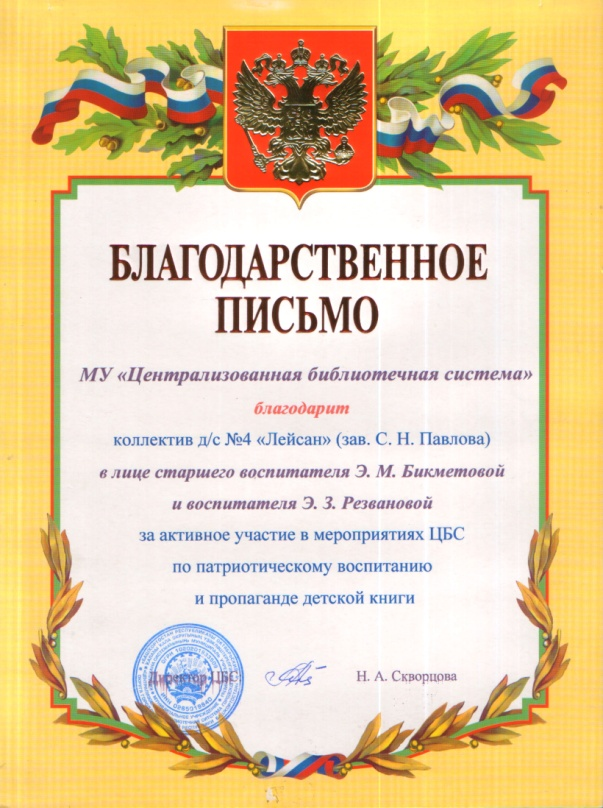 БЛАГОДАРСТВЕННОЕ
ПИСЬМО
МУ «Централизованная библиотечная система»
благодарит
коллектив д/с №4 «Лейсан» (зав. С. Н. Павлова)
в лице старшего воспитателя Э. М. Бикметовой
и воспитателя Э. З. Резвановой
за активное участие в мероприятиях ЦБС
по патриотическому воспитанию
и пропаганде детской книги
Директор ЦБС:
Н. А. Скворцова